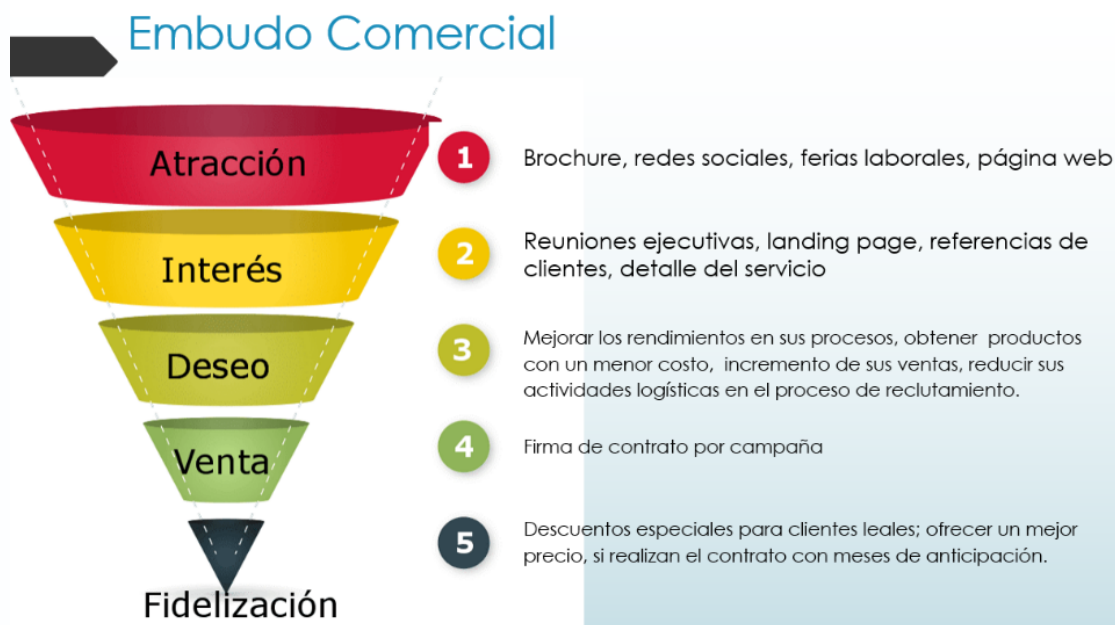 Embudo Comercial
Atracción
1
Brochure, redes sociales, ferias laborales, página web
Interés
2
Reuniones ejecutivas, landing page, referencias de
clientes, detalle del servicio
Deseo
3
Mejorar los rendimientos en sus procesos, obtener productos
con un menor costo, incremento de sus ventas, reducir sus
actividades logísticas en el proceso de reclutamiento.
Venta
4
Firma de contrato por campaña
5
Descuentos especiales para clientes leales; ofrecer un mejor
precio, si realizan el contrato con meses de anticipación.
Fidelización